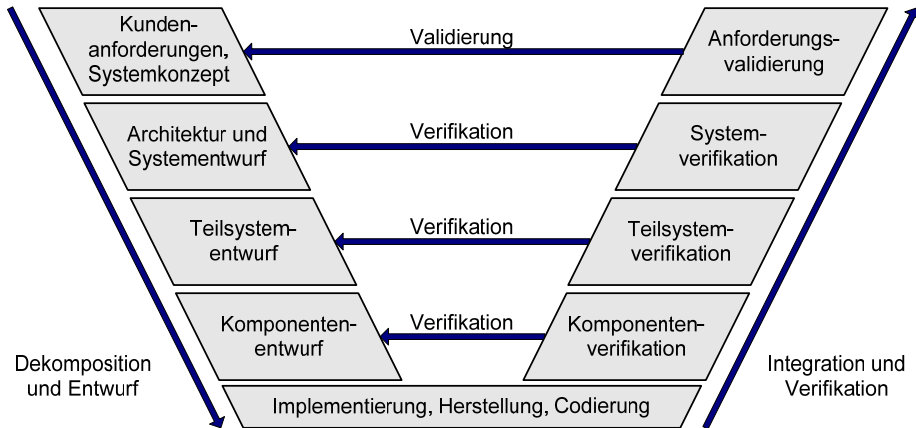 Kunden-
anforderungen,
Systemkonzept
Validierung
Anforderungs-
validierung
Architektur und
Systementwurf
Verifikation
System-
verifikation
Teilsystem-
entwurf
Verifikation
Teilsystem-
verifikation
Komponenten-
entwurf
Verifikation
Komponenten-
verifikation
Dekomposition
und Entwurf
Integration und
Verifikation
Implementierung, Herstellung, Codierung